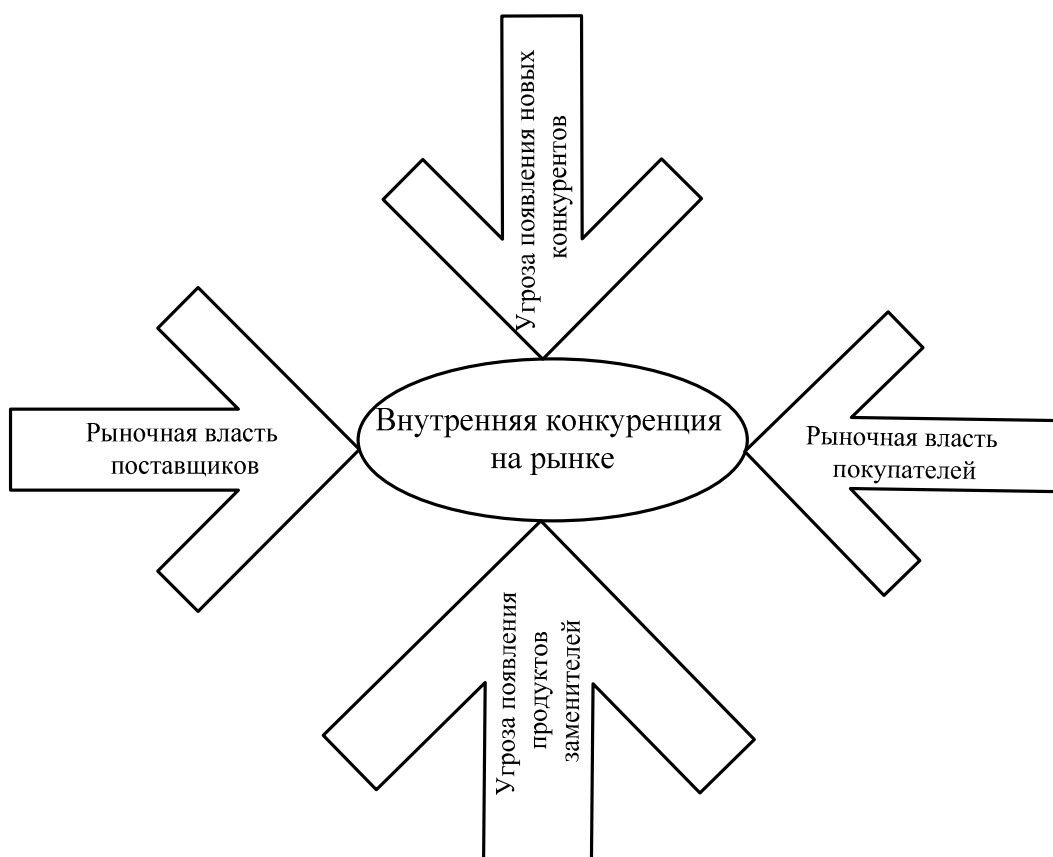 Угроза появления новых
конкурентов
Рыночная власть
поставщиков
Внутренняя конкуренция
на рынке
Рыночная власть
покупателей
Угроза появления
продуктов
заменителей